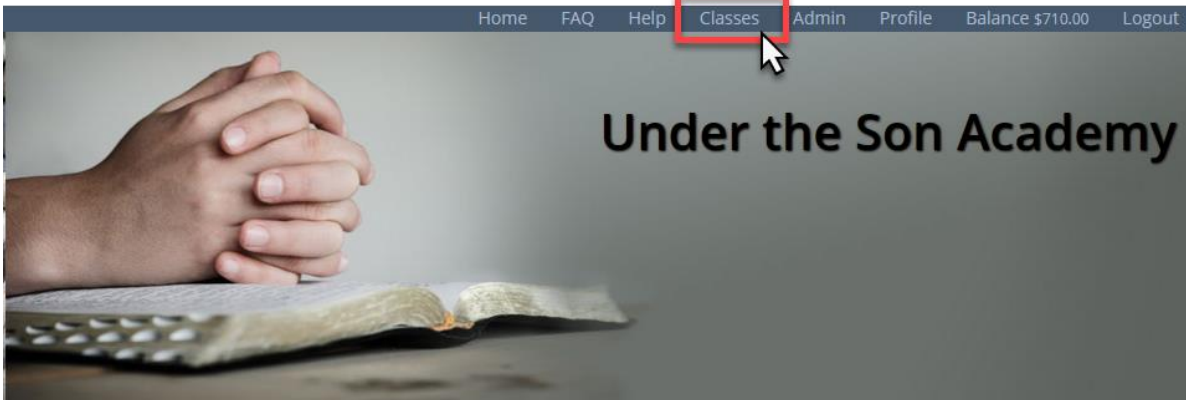 Home FAQ Help Classes Admin Profile Balance $710.00 Logout
Under the Son Academy